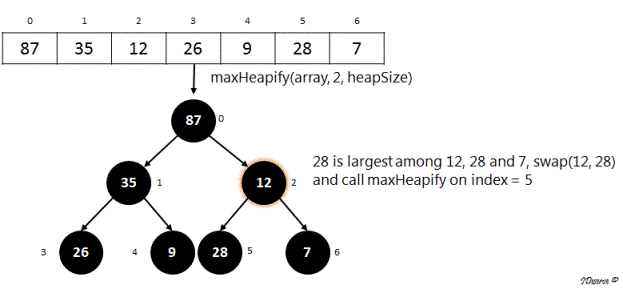 0 1 2 3 4 5 6
87 35 12 26 9 28 7
maxHeapify(array, 2, heapSize)
87 0
28 is largest among 12, 28 and 7, swap(12, 28)
and call maxHeapify on index = 5
35 1 12 2
3 26 4 9 28 5 7 6
IDeserve ©